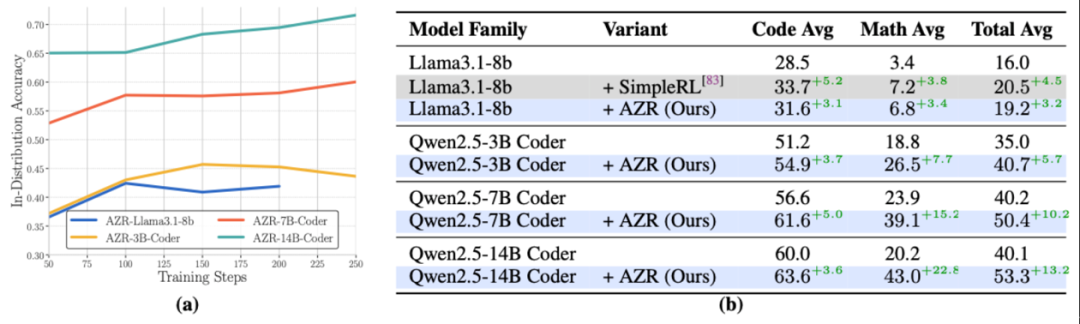 0.70
0.65
0.60
0.55
0.50
0.45
0.40
0.35
0.30
In-Distribution Accuracy
AZR-Llama3.1-8b AZR-7B-Coder
AZR-3B-Coder AZR-14B-Coder
50 75 100 125 150 175 200 225 250
Training Steps
(a)
Model Family Variant Code Avg Math Avg Total Avg
Llama3.1-8b 28.5 3.4 16.0
Llama3.1-8b + SimpleRL[83] 33.7+5.2 7.2+3.8 20.5+4.5
Llama3.1-8b + AZR (Ours) 31.6+3.1 6.8+3.4 19.2+3.2
Qwen2.5-3B Coder 51.2 18.8 35.0
Qwen2.5-3B Coder + AZR (Ours) 54.9+3.7 26.5+7.7 40.7+5.7
Qwen2.5-7B Coder 56.6 23.9 40.2
Qwen2.5-7B Coder + AZR (Ours) 61.6+5.0 39.1+15.2 50.4+10.2
Qwen2.5-14B Coder 60.0 20.2 40.1
Qwen2.5-14B Coder + AZR (Ours) 63.6+3.6 43.0+22.8 53.3+13.2
(b)